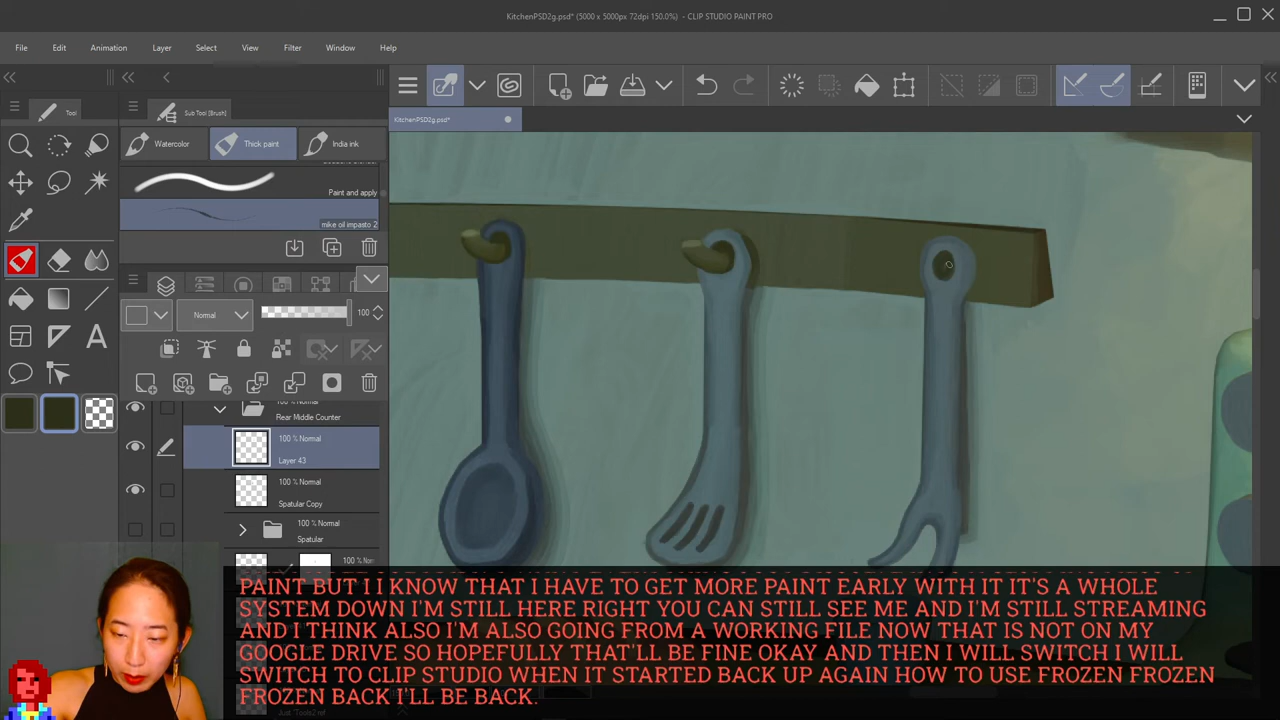 KitchenPSD2g.psd* (5000 x 5000px 72dpi 150.0%) - CLIP STUDIO PAINT PRO
File Edit Animation Layer Select View Filter Window Help
Tool
Sub Tool [Brush]
KitchenPSD2g.psd*
Watercolor Thick paint India ink
Paint and apply
mike oil impasto 2
Normal 100
100 % Normal
Rear Middle Counter
100 % Normal
Layer 43
100 % Normal
Spatular Copy
100 % Normal
Spatular
100 %
PAINT BUT I I KNOW THAT I HAVE TO GET MORE PAINT EARLY WITH IT IT'S A WHOLE
SYSTEM DOWN I'M STILL HERE RIGHT YOU CAN STILL SEE ME AND I'M STILL STREAMING
AND I THINK ALSO I'M ALSO GOING FROM A WORKING FILE NOW THAT IS NOT ON MY
GOOGLE DRIVE SO HOPEFULLY THAT'LL BE FINE OKAY AND THEN I WILL SWITCH I WILL
SWITCH TO CLIP STUDIO WHEN IT STARTED BACK UP AGAIN HOW TO USE FROZEN FROZEN
FROZEN BACK I'LL BE BACK.